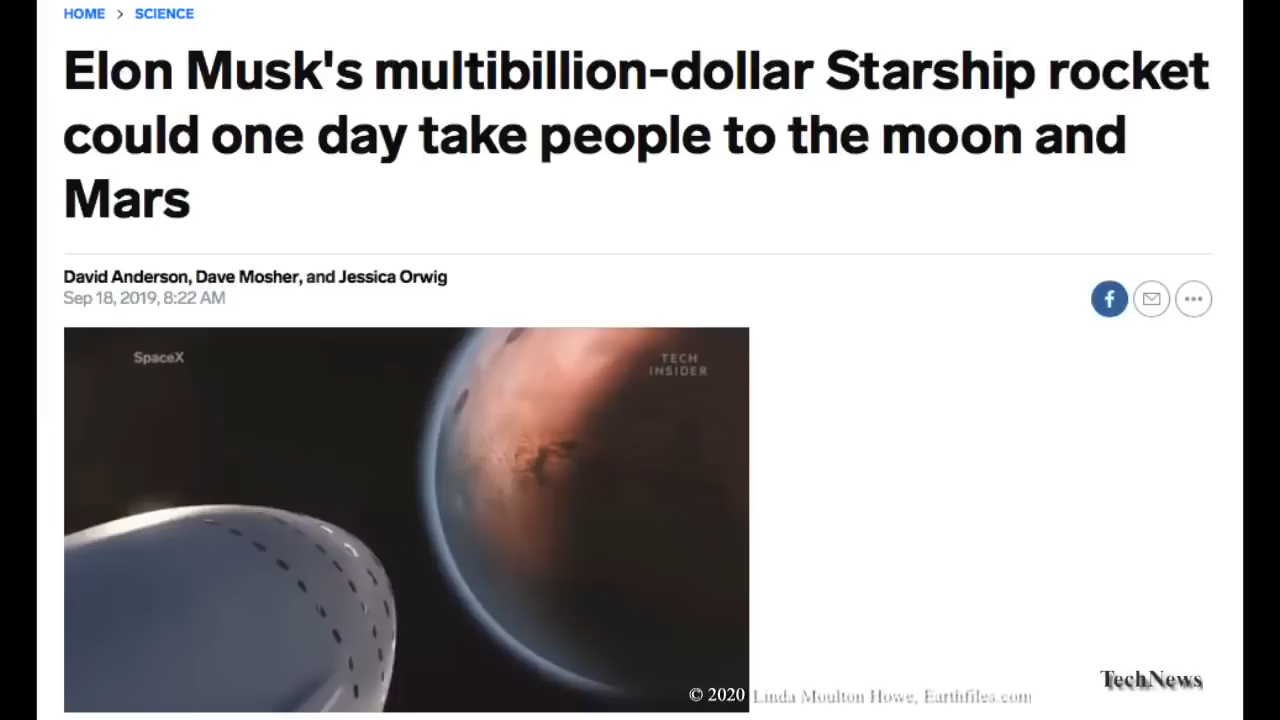 HOME > SCIENCE
Elon Musk's multibillion-dollar Starship rocket
could one day take people to the moon and
Mars
David Anderson, Dave Mosher, and Jessica Orwig
Sep 18, 2019, 8:22 AM
f
SpaceX
TECH
INSIDER
TechNews
© 2020 Linda Moulton Howe, Earthfiles.com